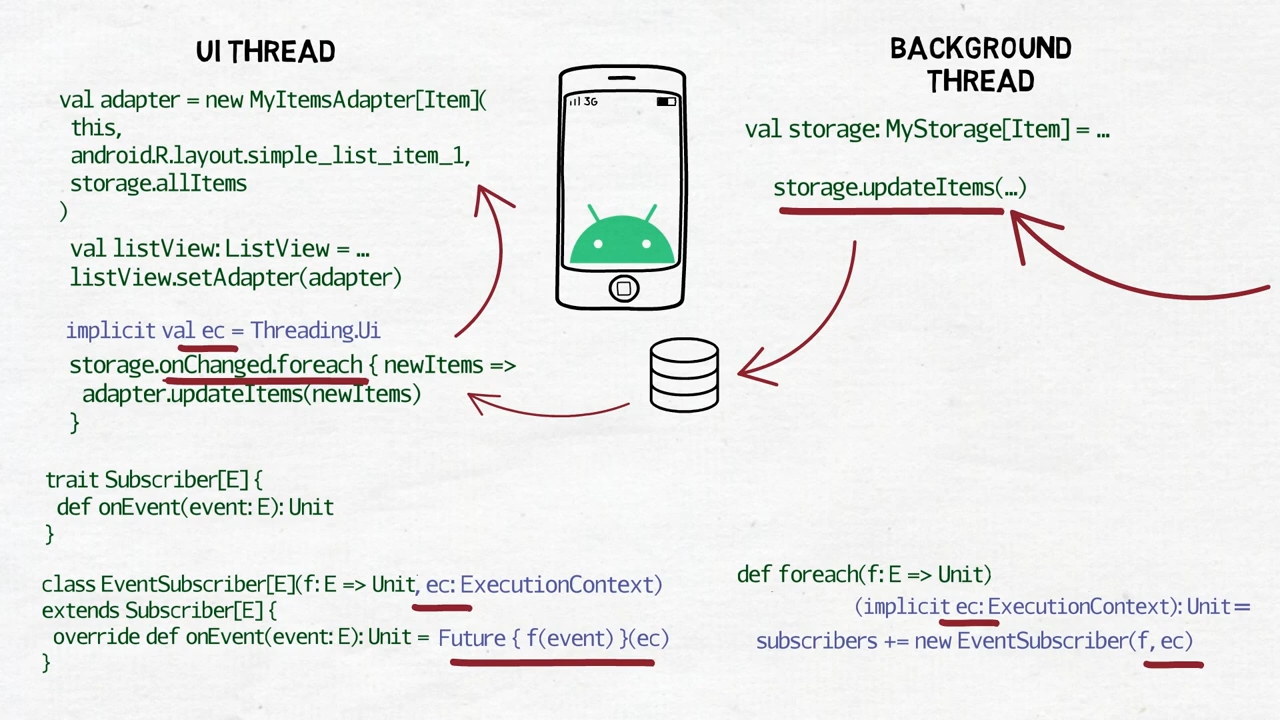 UI THREAD
val adapter = new MyItemsAdapter[Item](
this,
android.R.layout.simple_list_item_1,
storage.allItems
)
val listView: ListView = …
listView.setAdapter(adapter)
implicit val ec = Threading.Ui
storage.onChanged.foreach { newItems =>
adapter.updateItems(newItems)
}
trait Subscriber[E] {
def onEvent(event: E): Unit
}
class EventSubscriber[E](f: E => Unit, ec: ExecutionContext)
extends Subscriber[E] {
override def onEvent(event: E): Unit = Future { f(event) }(ec)
}
3G
BACKGROUND
THREAD
val storage: MyStorage[Item] = …
storage.updateItems(…)
def foreach(f: E => Unit)
(implicit ec: ExecutionContext): Unit =
subscribers += new EventSubscriber(f, ec)